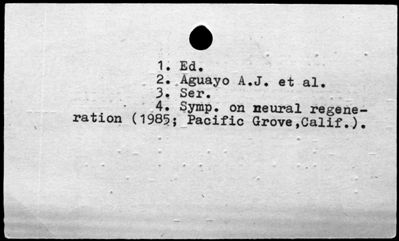 1. Ed.
2. Aguayo A.J. et al.
3. Ser.
4. Symp. on neural regene-
ration (1985; Pacific Grove,Calif.).